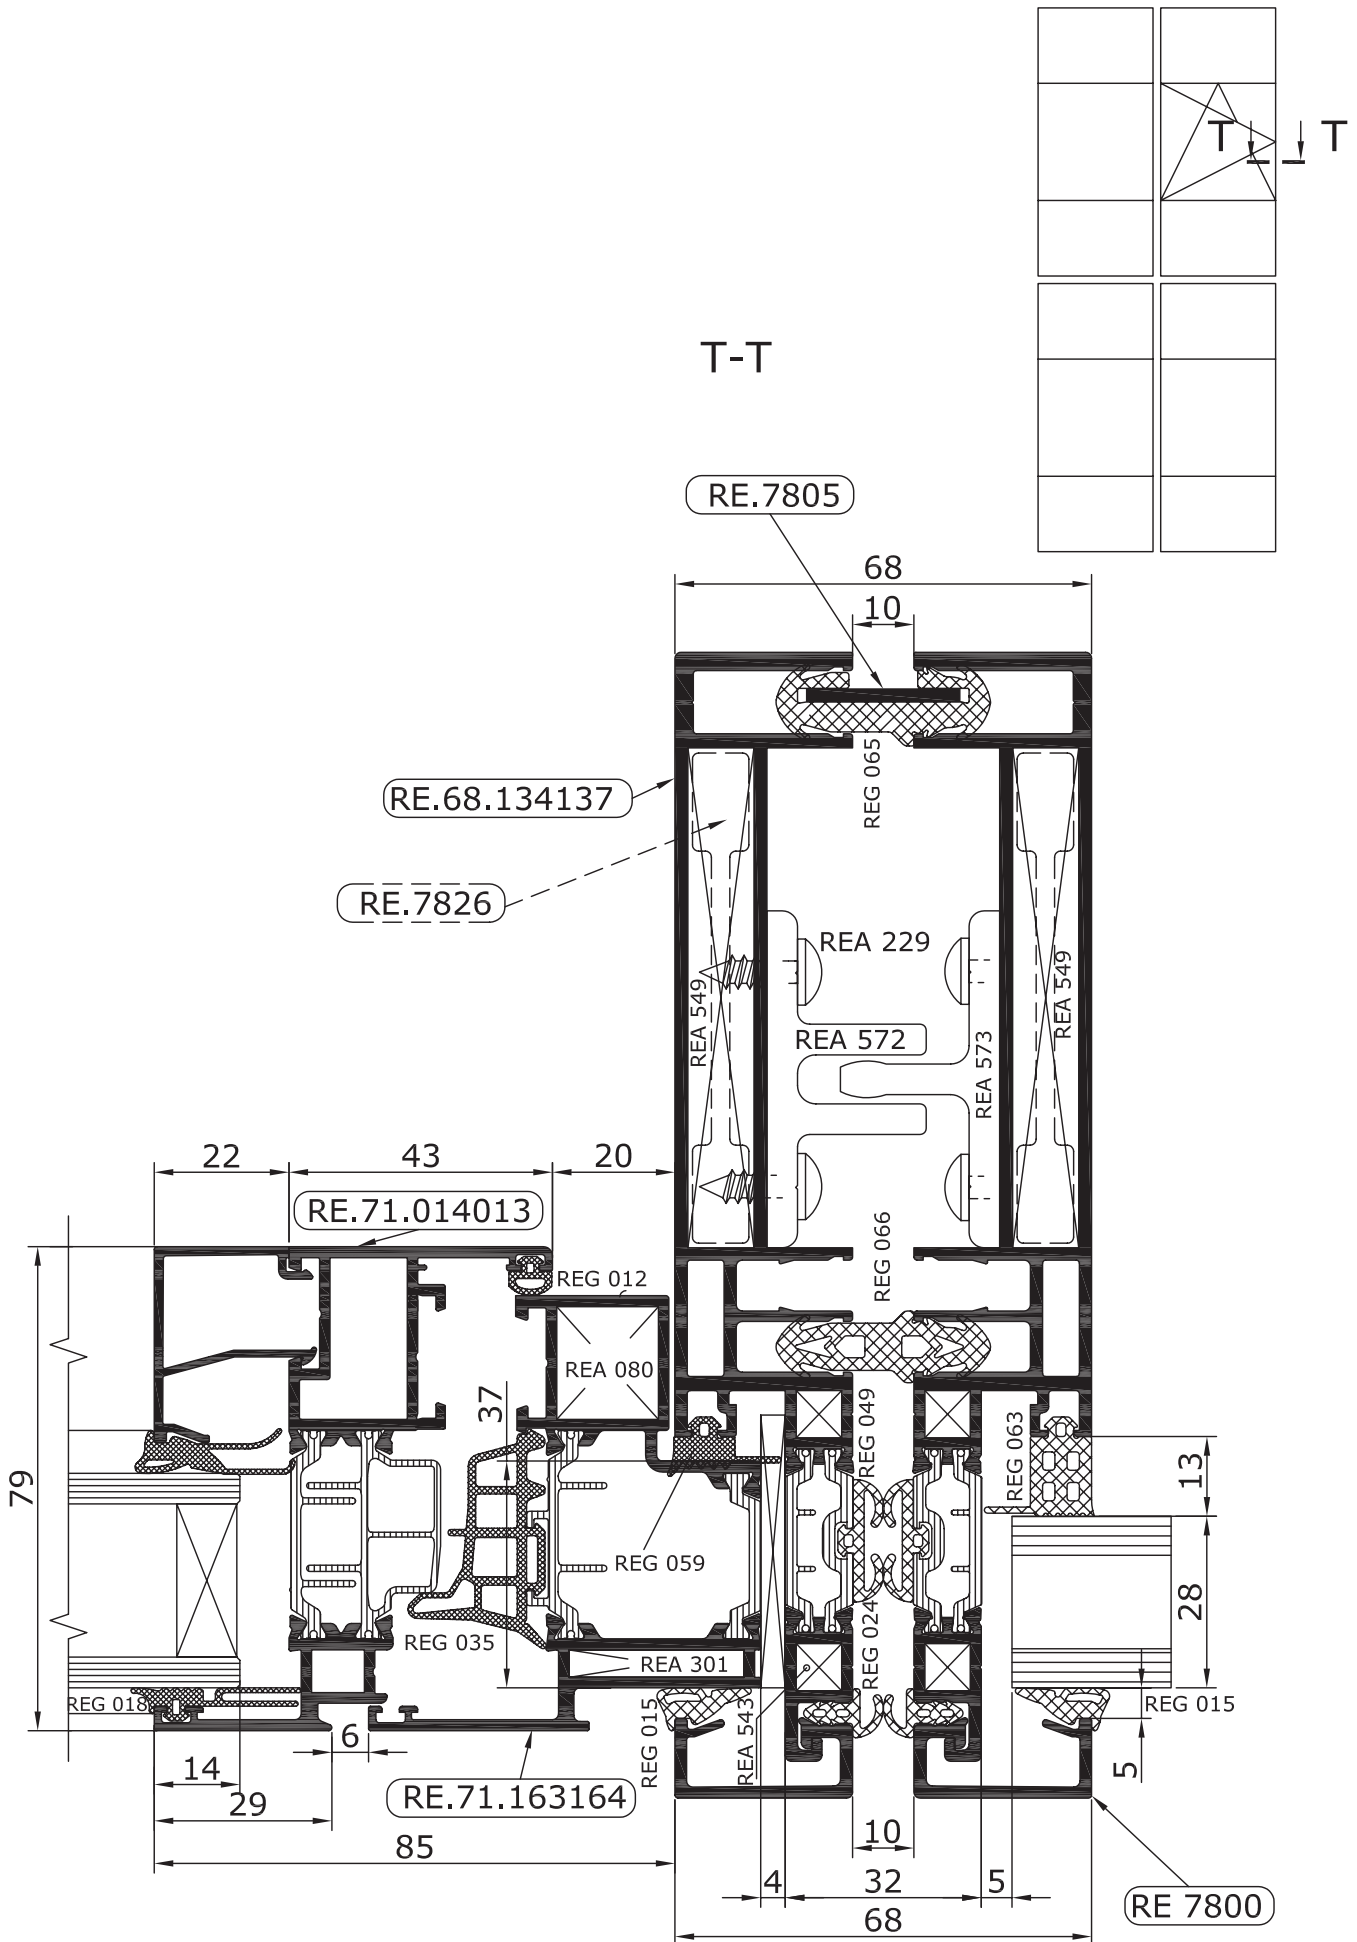 T T
T-T
RE.7805
68
10
REG 065
RE.68.134137
RE.7826
REA 229
REA 549
REA 549
REA 572
REA 573
22
43
20
RE.71.014013
REG 066
REG 012
REA 080
37
REG 049
REG 063
13
79
REG 059
28
REG 035
REG 024
REA 301
REG 018
REG 015
REA 543
REG 015
6
5
14
RE.71.163164
29
10
85
4
32
5
RE 7800
68